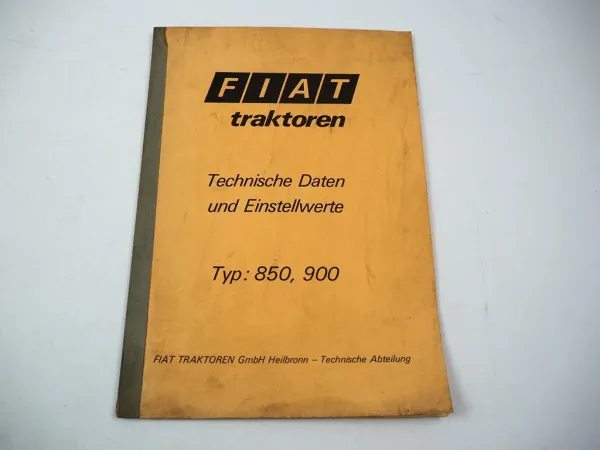 FIAT
traktoren
Technische Daten
und Einstellwerte
Typ: 850, 900
FIAT TRAKTOREN GmbH Heilbronn – Technische Abteilung